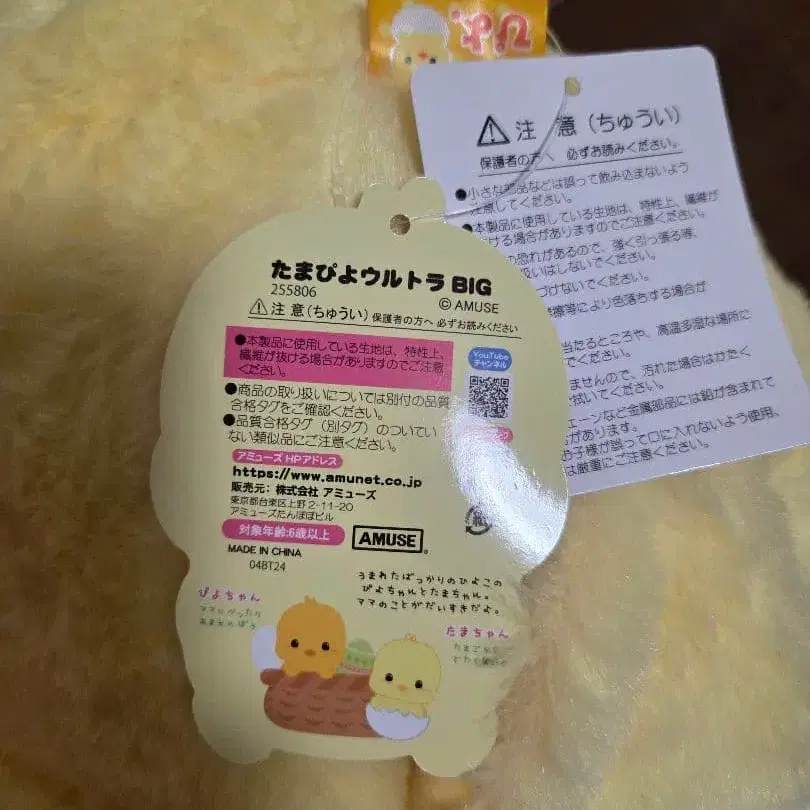 ぴよ
たまぴよウルトラ BIG
255806
© AMUSE
⚠注 意(ちゅうい) 保護者の方へ 必ずお読みください
●本製品に使用している生地は、特性上、
繊維が抜ける場合がありますのでご注意
ください。
●商品の取り扱いについては別付の品質
合格タグをご確認ください。
●品質合格タグ(別タグ)のついてい
ない類似品にご注意ください。
YouTube
チャンネル
アミューズ HPアドレス
https://www.amunet.co.jp
販売元: 株式会社 アミューズ
東京都台東区上野 2-11-20
アミューズたんぽぽビル
対象年齢:6歳以上
AMUSE
MADE IN CHINA
04BT24
うまれたばっかりのひよこの
ぴよちゃんとたまちゃん。
ママのことがだいすきだよ。
ぴよちゃん
たまちゃん
⚠ 注 意(ちゅうい)
保護者の方へ 必ずお読みください。
●小さな部品などは誤って飲み込まないよう
注意してください。
●本製品に使用している生地は、特性上、繊維が
抜ける場合がありますのでご注意ください。
の恐れがあるので、強く引っ張る等、
扱いはしないでください。
づけないでください。
摩擦等により色落ちする場合が
当たるところや、高温多湿な場所に
でください。
ませんので、汚れた場合はかたく
拭いてください。
ェーンなど金属部品には鉛が含まれて
があります。
お子様が誤って口に入れないよう使用、
は厳重にご注意ください。